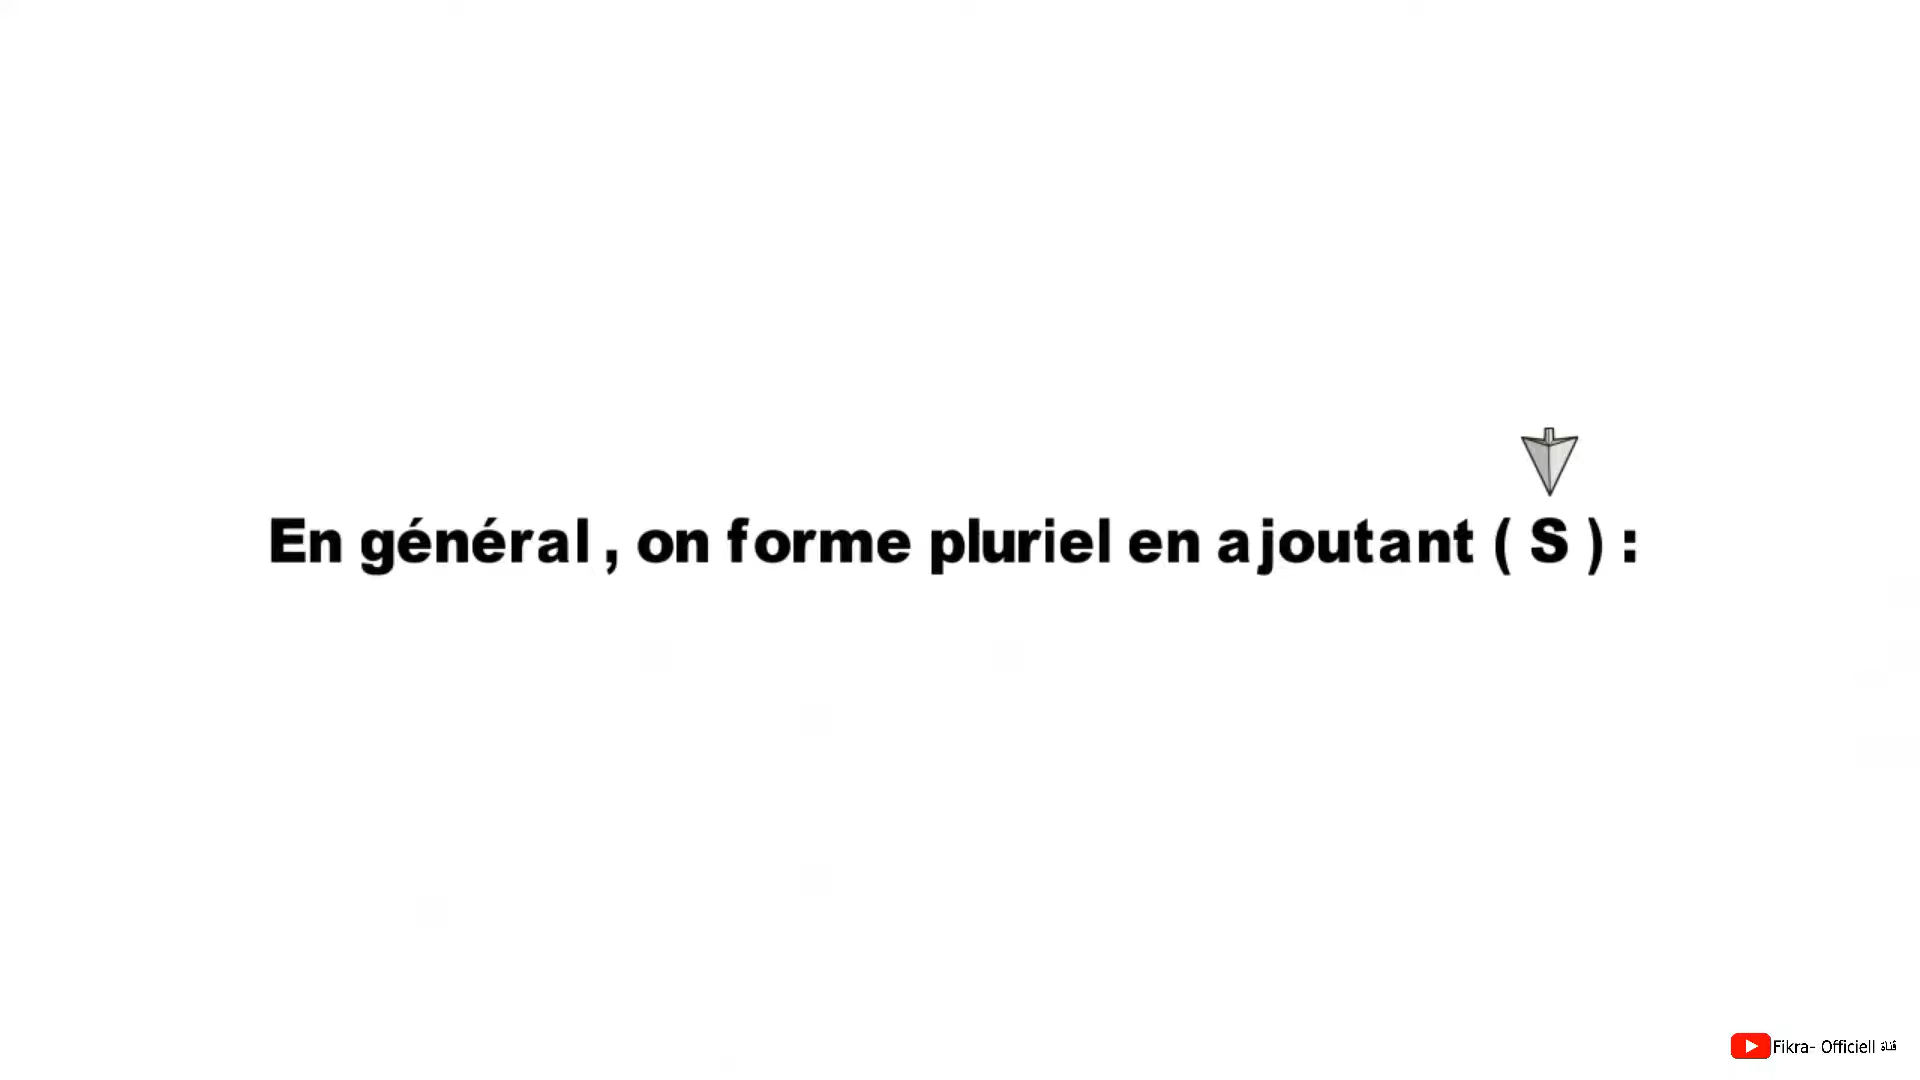 En général , on forme pluriel en ajoutant ( S ) :
Fikra- Officiell قناة